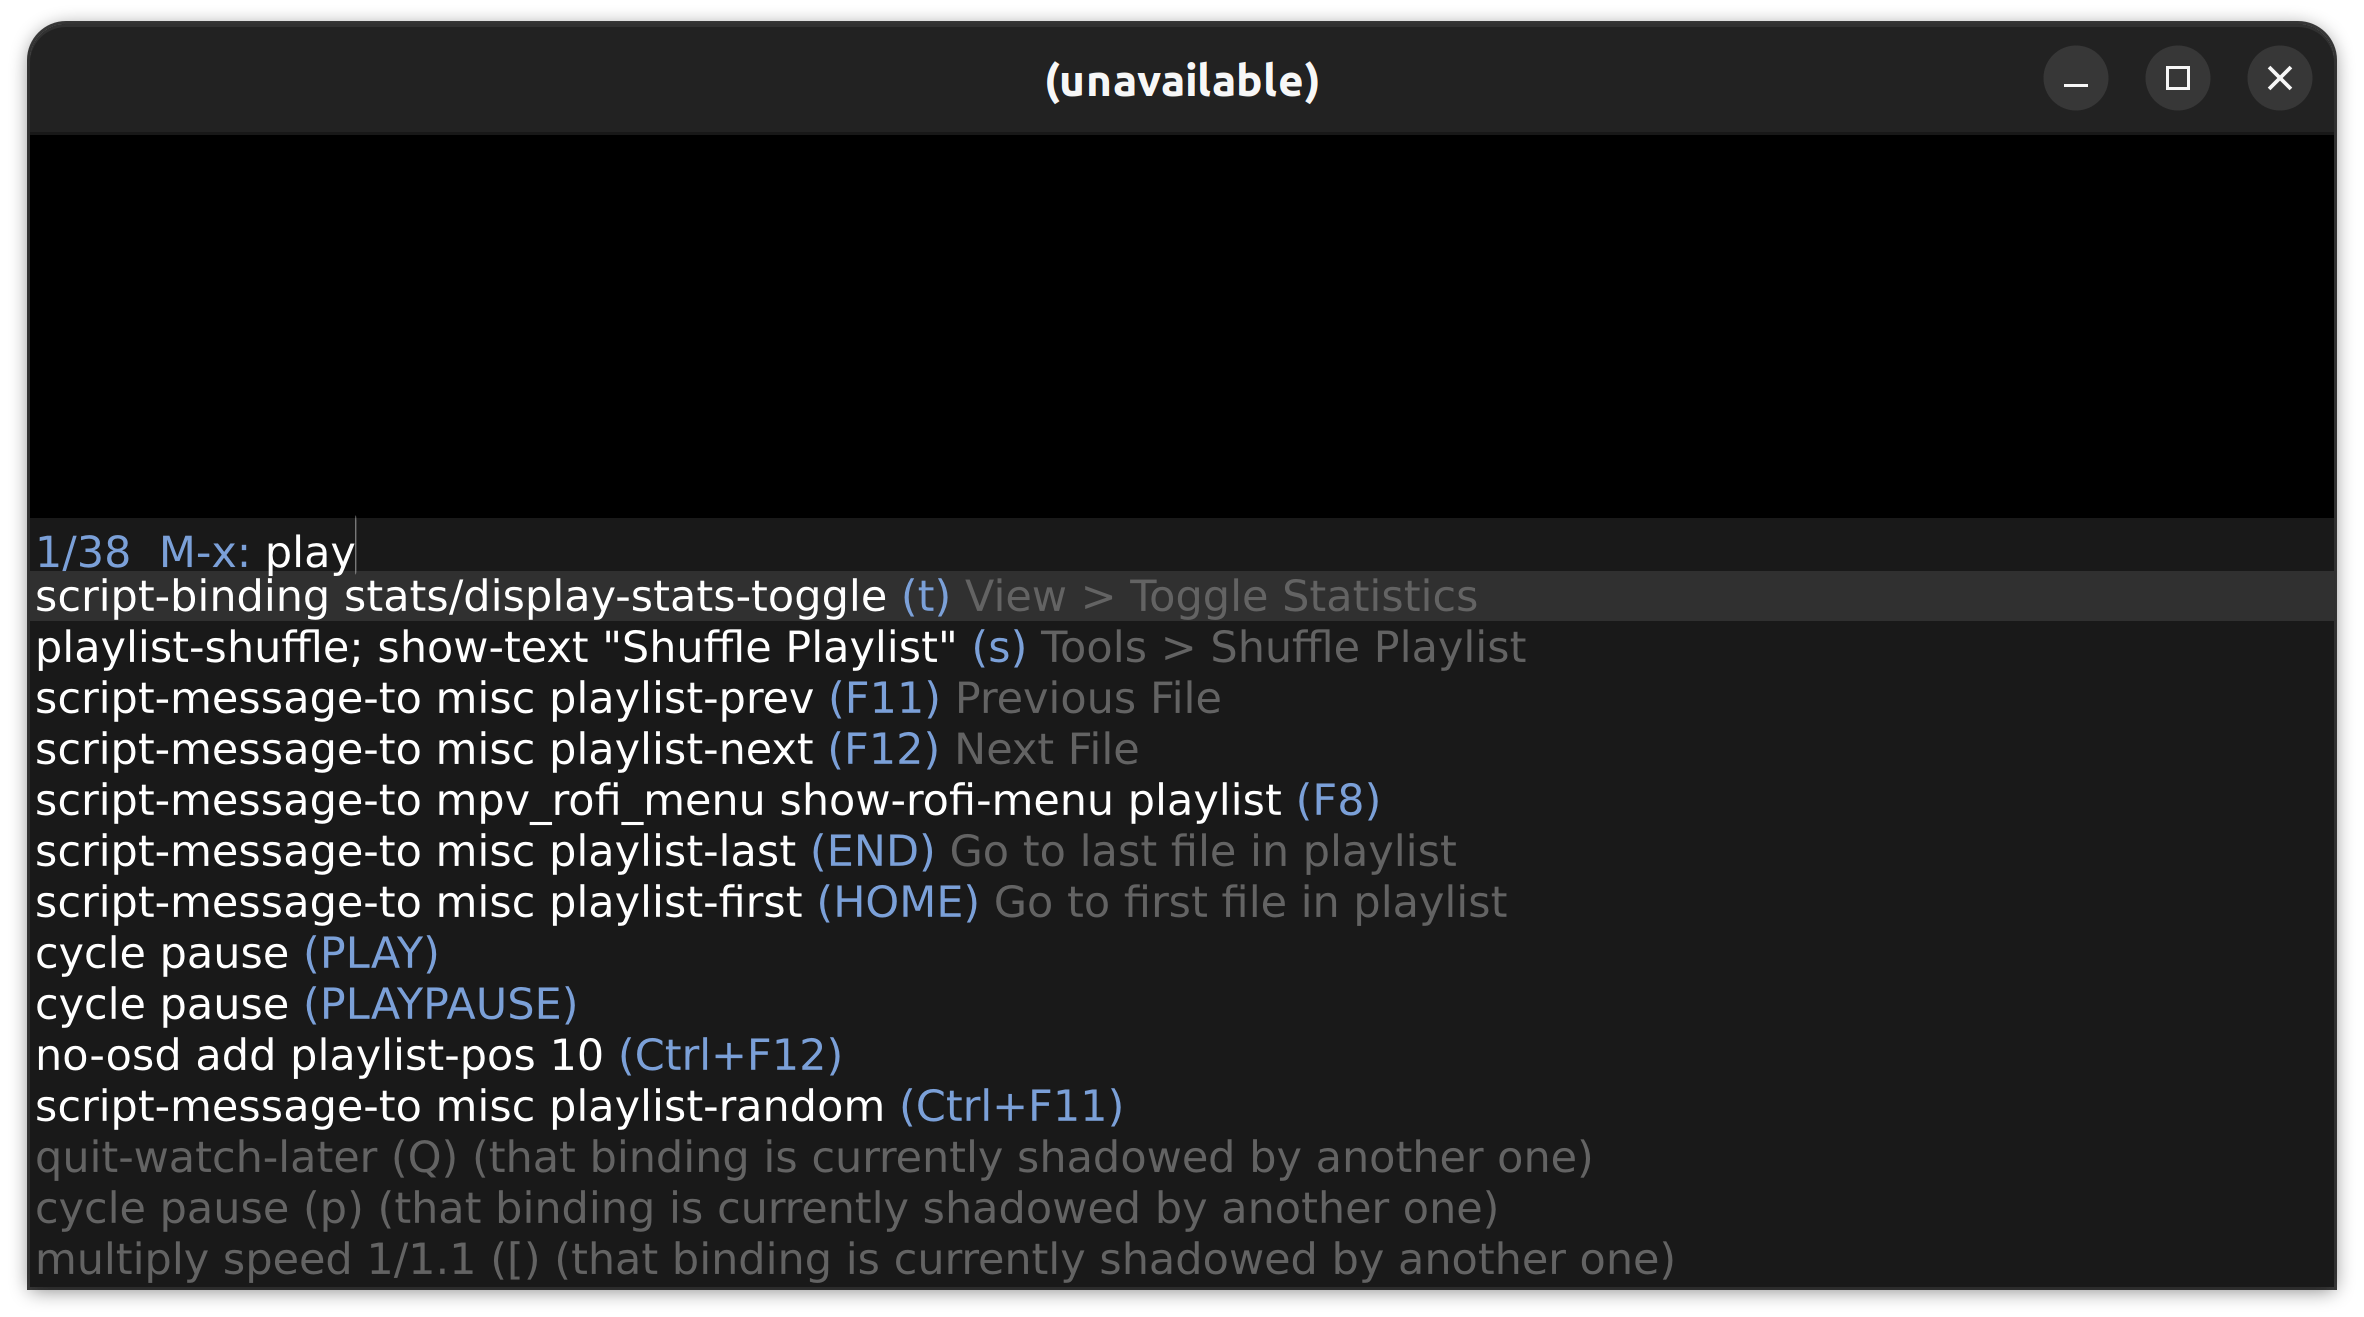 (unavailable)
1/38  M-x: play
script-binding stats/display-stats-toggle (t) View > Toggle Statistics
playlist-shuffle; show-text "Shuffle Playlist" (s) Tools > Shuffle Playlist
script-message-to misc playlist-prev (F11) Previous File
script-message-to misc playlist-next (F12) Next File
script-message-to mpv_rofi_menu show-rofi-menu playlist (F8)
script-message-to misc playlist-last (END) Go to last file in playlist
script-message-to misc playlist-first (HOME) Go to first file in playlist
cycle pause (PLAY)
cycle pause (PLAYPAUSE)
no-osd add playlist-pos 10 (Ctrl+F12)
script-message-to misc playlist-random (Ctrl+F11)
quit-watch-later (Q) (that binding is currently shadowed by another one)
cycle pause (p) (that binding is currently shadowed by another one)
multiply speed 1/1.1 ([) (that binding is currently shadowed by another one)